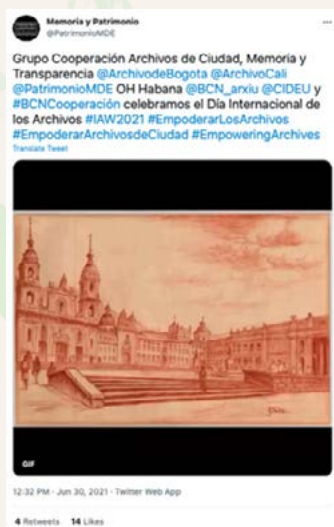 Memoria y Patrimonio
@PatrimonioMDE
Grupo Cooperación Archivos de Ciudad, Memoria y
Transparencia @ArchivodeBogota @ArchivoCali
@PatrimonioMDE OH Habana @BCN_arxiu @CIDEU y
#BCNCooperación celebramos el Día Internacional de
los Archivos #IAW2021 #EmpoderarLosArchivos
#EmpoderarArchivosdeCiudad #EmpoweringArchives
Translate Tweet
GIF
12:32 PM · Jun 30, 2021 · Twitter Web App
4 Retweets 14 Likes